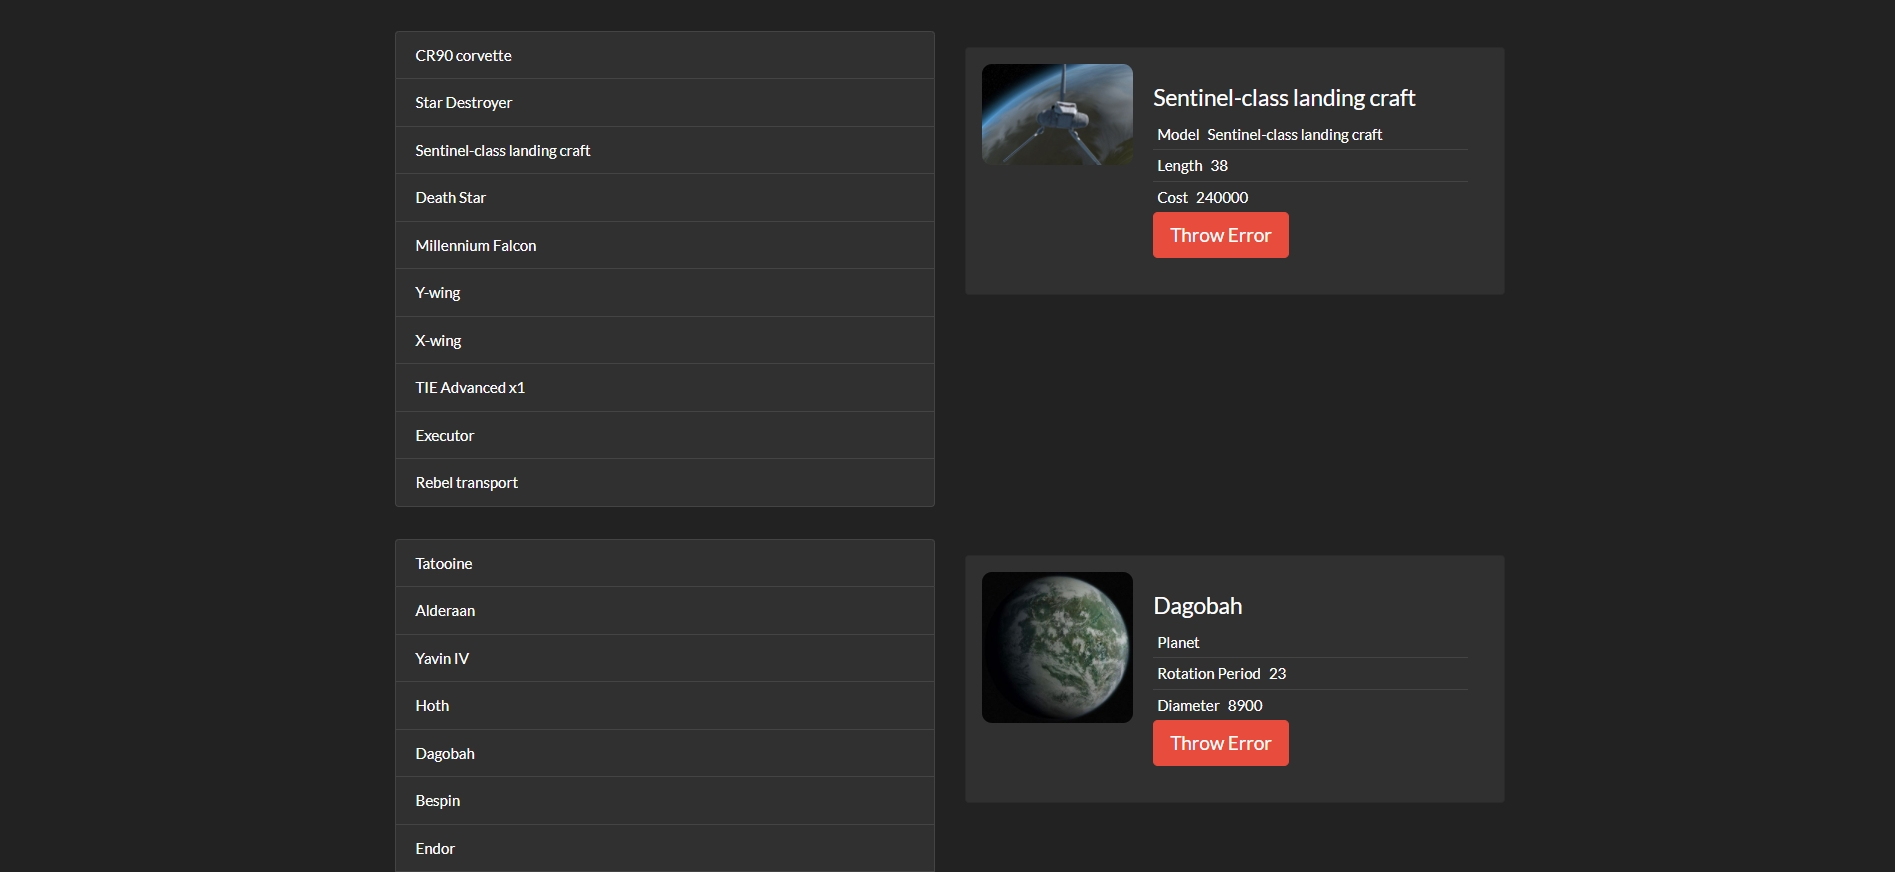 CR90 corvette
Star Destroyer
Sentinel-class landing craft
Death Star
Millennium Falcon
Y-wing
X-wing
TIE Advanced x1
Executor
Rebel transport
Sentinel-class landing craft
Model Sentinel-class landing craft
Length 38
Cost 240000
Throw Error
Tatooine
Alderaan
Yavin IV
Hoth
Dagobah
Bespin
Endor
Dagobah
Planet
Rotation Period 23
Diameter 8900
Throw Error